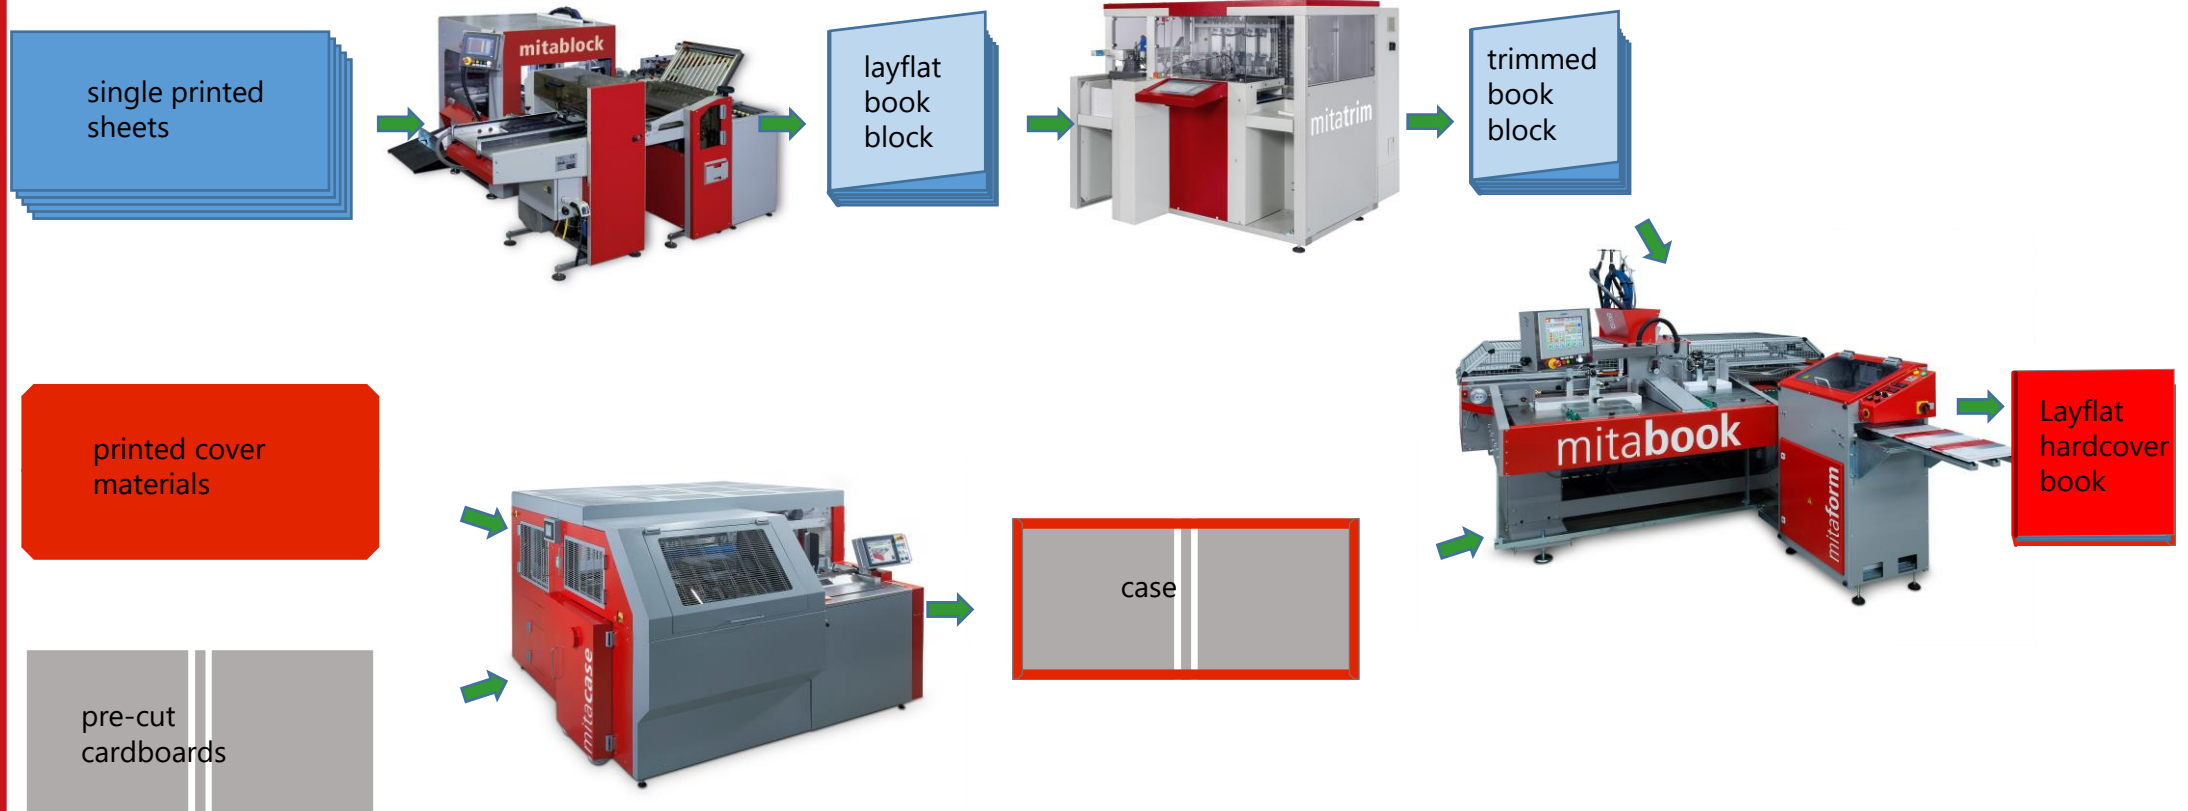 single printed
sheets
mitablock
layflat
book
block
mitatrim
trimmed
book
block
printed cover
materials
mitabook
mitaform
Layflat
hardcover
book
mitacase
case
pre-cut
cardboards